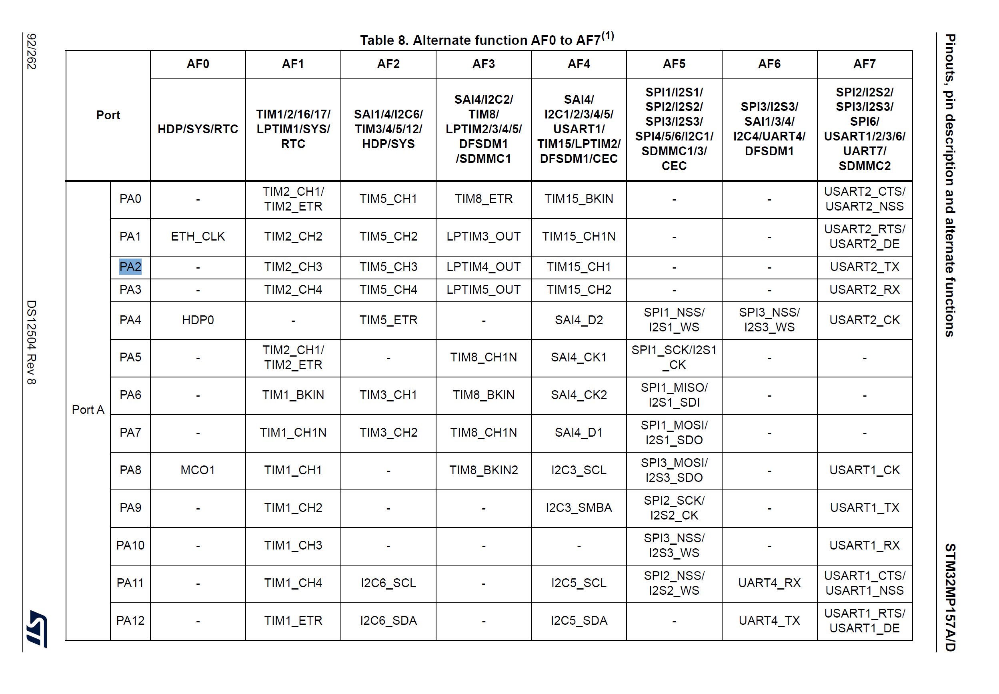 Table 8. Alternate function AF0 to AF7(1)
Port
AF0
AF1
AF2
AF3
AF4
AF5
AF6
AF7
HDP/SYS/RTC
TIM1/2/16/17/
LPTIM1/SYS/
RTC
SAI1/4/I2C6/
TIM3/4/5/12/
HDP/SYS
SAI4/I2C2/
TIM8/
LPTIM2/3/4/5/
DFSDM1
/SDMMC1
SAI4/
I2C1/2/3/4/5/
USART1/
TIM15/LPTIM2/
DFSDM1/CEC
SPI1/I2S1/
SPI2/I2S2/
SPI3/I2S3/
SPI4/5/6/I2C1/
SDMMC1/3/
CEC
SPI3/I2S3/
SAI1/3/4/
I2C4/UART4/
DFSDM1
SPI2/I2S2/
SPI3/I2S3/
SPI6/
USART1/2/3/6/
UART7/
SDMMC2
Port A
PA0
-
TIM2_CH1/
TIM2_ETR
TIM5_CH1
TIM8_ETR
TIM15_BKIN
-
-
USART2_CTS/
USART2_NSS
PA1
ETH_CLK
TIM2_CH2
TIM5_CH2
LPTIM3_OUT
TIM15_CH1N
-
-
USART2_RTS/
USART2_DE
PA2
-
TIM2_CH3
TIM5_CH3
LPTIM4_OUT
TIM15_CH1
-
-
USART2_TX
PA3
-
TIM2_CH4
TIM5_CH4
LPTIM5_OUT
TIM15_CH2
-
-
USART2_RX
PA4
HDP0
-
TIM5_ETR
-
SAI4_D2
SPI1_NSS/
I2S1_WS
SPI3_NSS/
I2S3_WS
USART2_CK
PA5
-
TIM2_CH1/
TIM2_ETR
-
TIM8_CH1N
SAI4_CK1
SPI1_SCK/I2S1
_CK
-
-
PA6
-
TIM1_BKIN
TIM3_CH1
TIM8_BKIN
SAI4_CK2
SPI1_MISO/
I2S1_SDI
-
-
PA7
-
TIM1_CH1N
TIM3_CH2
TIM8_CH1N
SAI4_D1
SPI1_MOSI/
I2S1_SDO
-
-
PA8
MCO1
TIM1_CH1
-
TIM8_BKIN2
I2C3_SCL
SPI3_MOSI/
I2S3_SDO
-
USART1_CK
PA9
-
TIM1_CH2
-
-
I2C3_SMBA
SPI2_SCK/
I2S2_CK
-
USART1_TX
PA10
-
TIM1_CH3
-
-
-
SPI3_NSS/
I2S3_WS
-
USART1_RX
PA11
-
TIM1_CH4
I2C6_SCL
-
I2C5_SCL
SPI2_NSS/
I2S2_WS
UART4_RX
USART1_CTS/
USART1_NSS
PA12
-
TIM1_ETR
I2C6_SDA
-
I2C5_SDA
-
UART4_TX
USART1_RTS/
USART1_DE
92/262
DS12504 Rev 8
ST
Pinouts, pin description and alternate functions
STM32MP157A/D